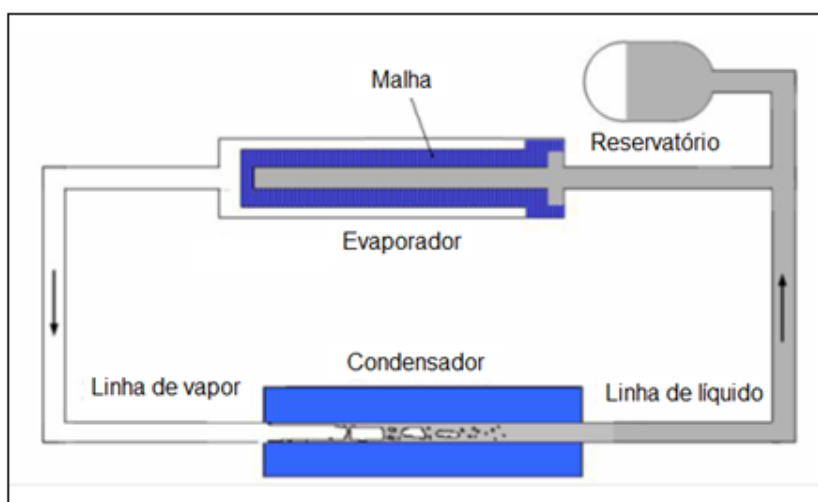 Malha
Reservatório
Evaporador
Condensador
Linha de vapor
Linha de líquido